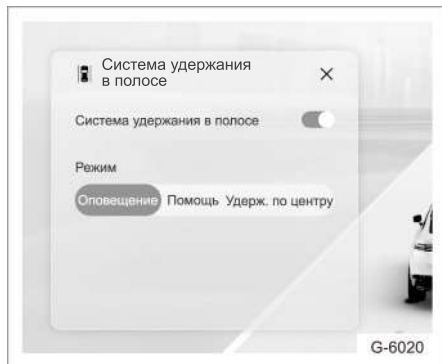 Система удержания
в полосе
Система удержания в полосе
Режим
Оповещение Помощь Удерж. по центру
G-6020